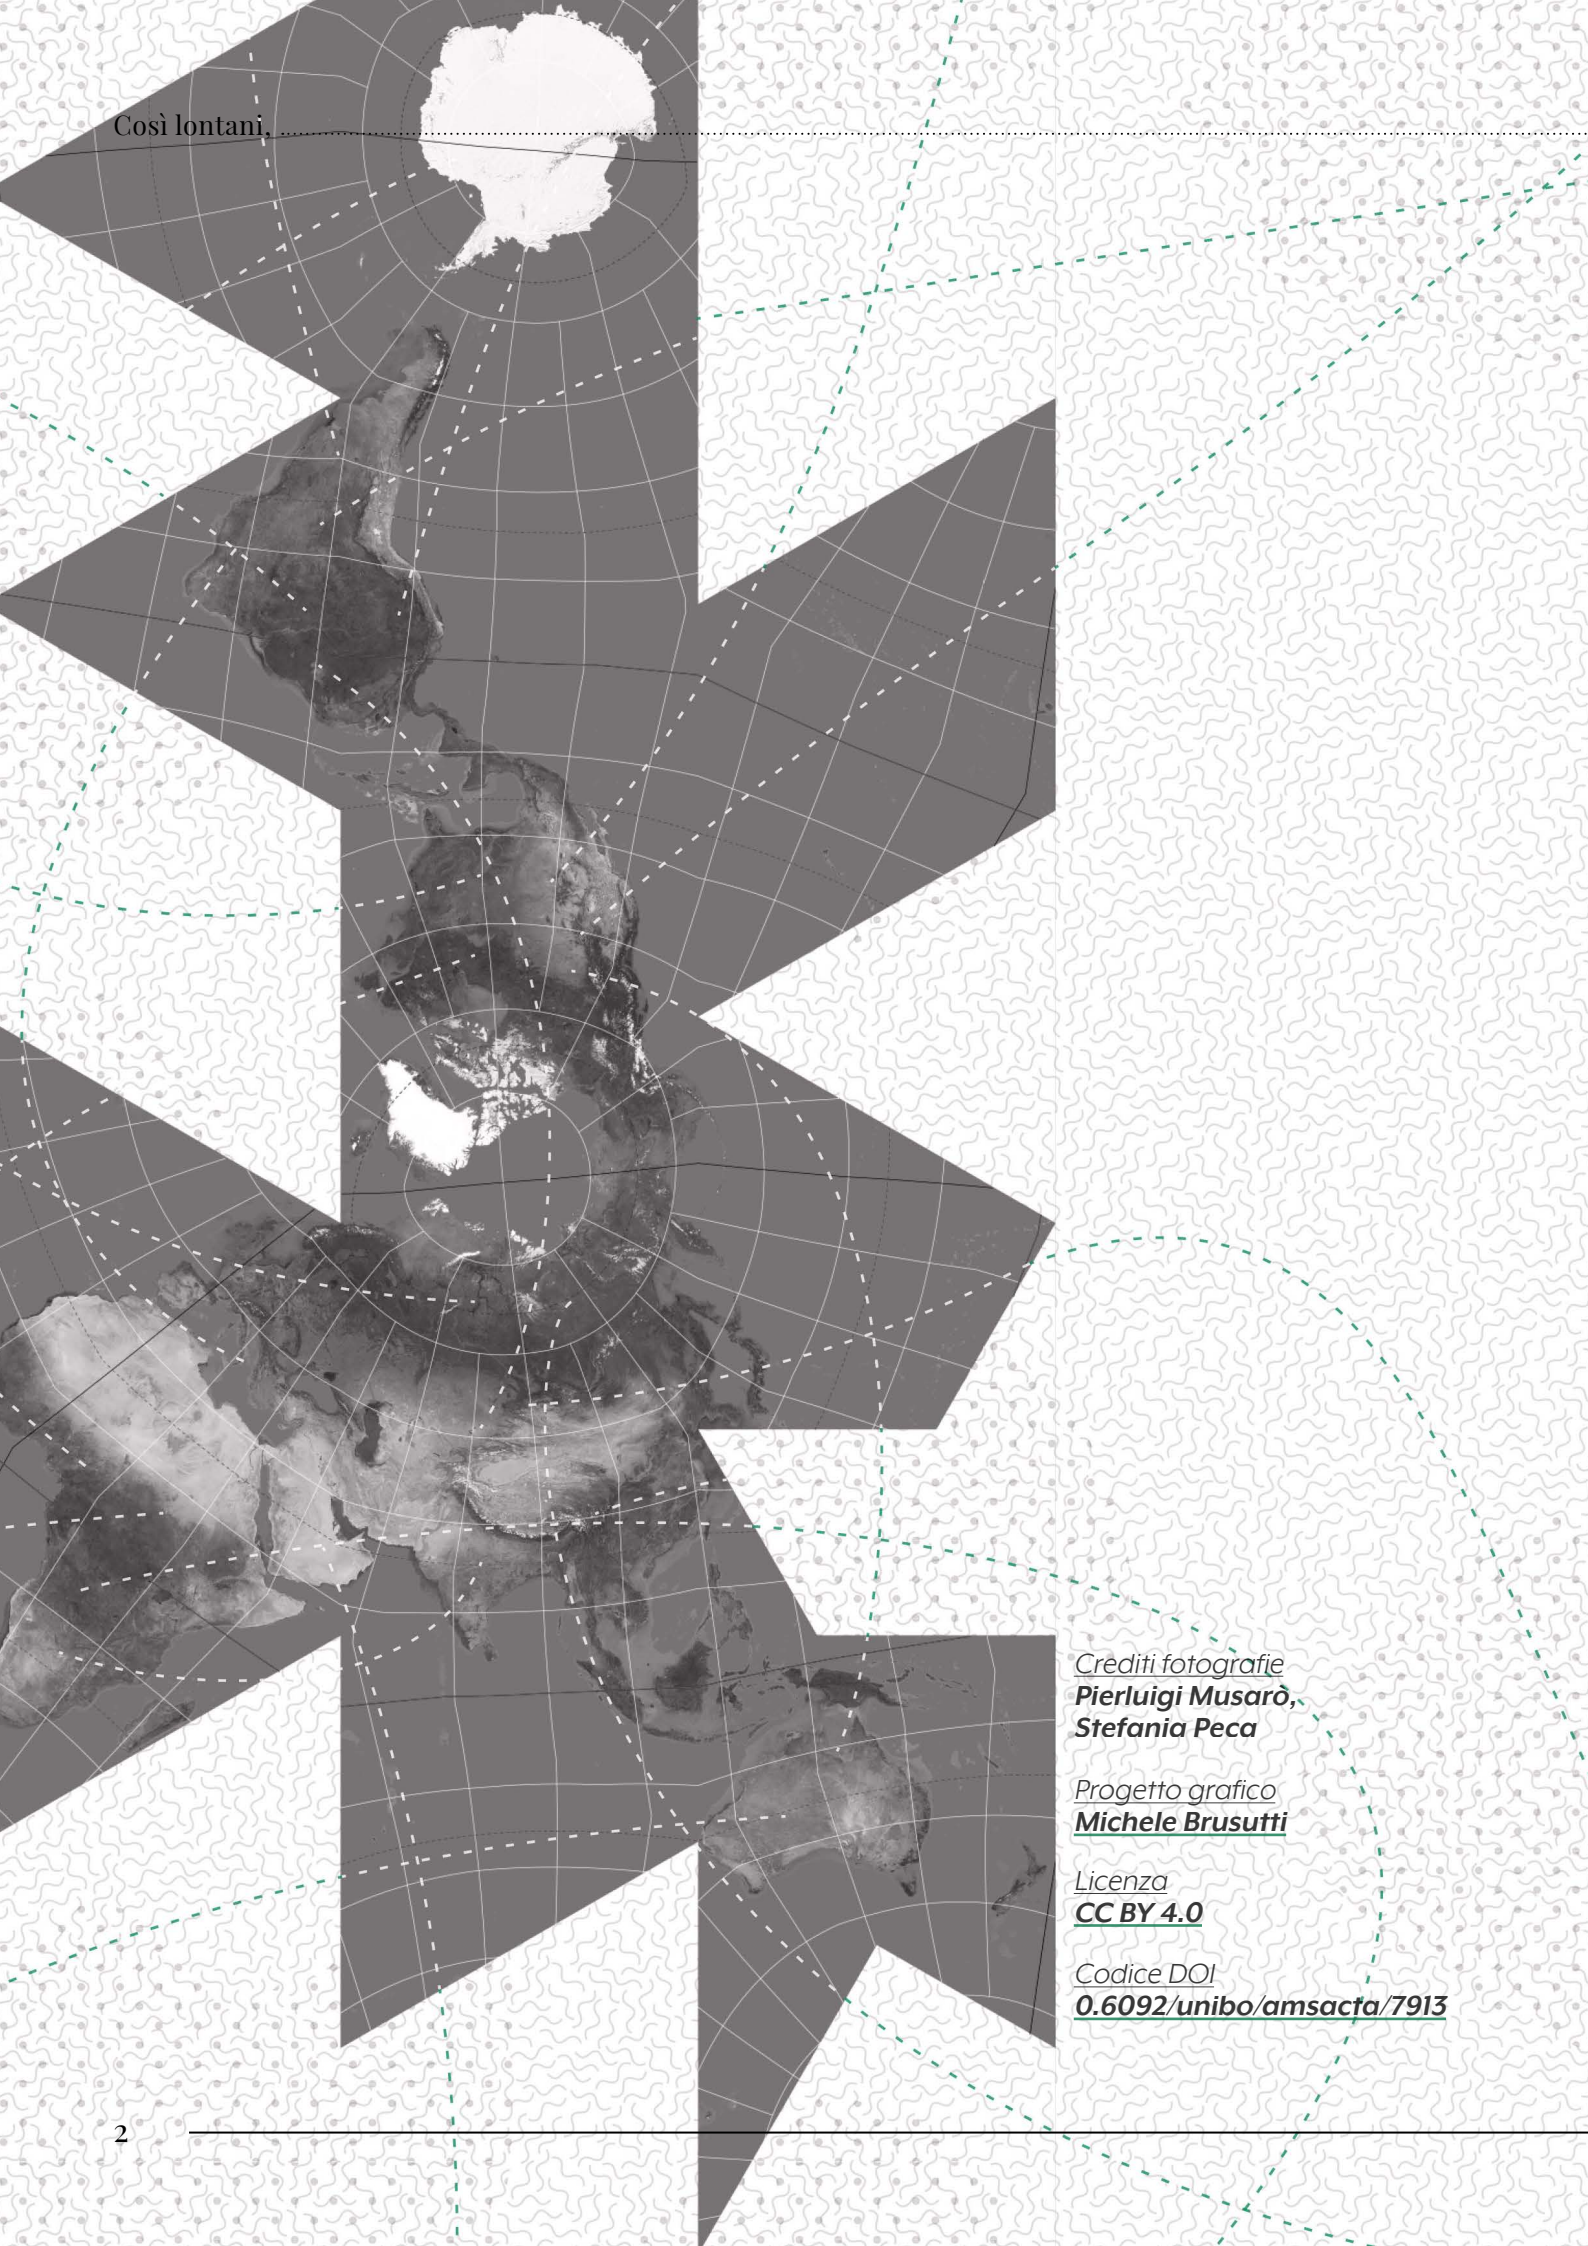 Così lontani,
Crediti fotografie
Pierluigi Musarò,
Stefania Peca
Progetto grafico
Michele Brusutti
Licenza
CC BY 4.0
Codice DOI
0.6092/unibo/amsacta/7913
2